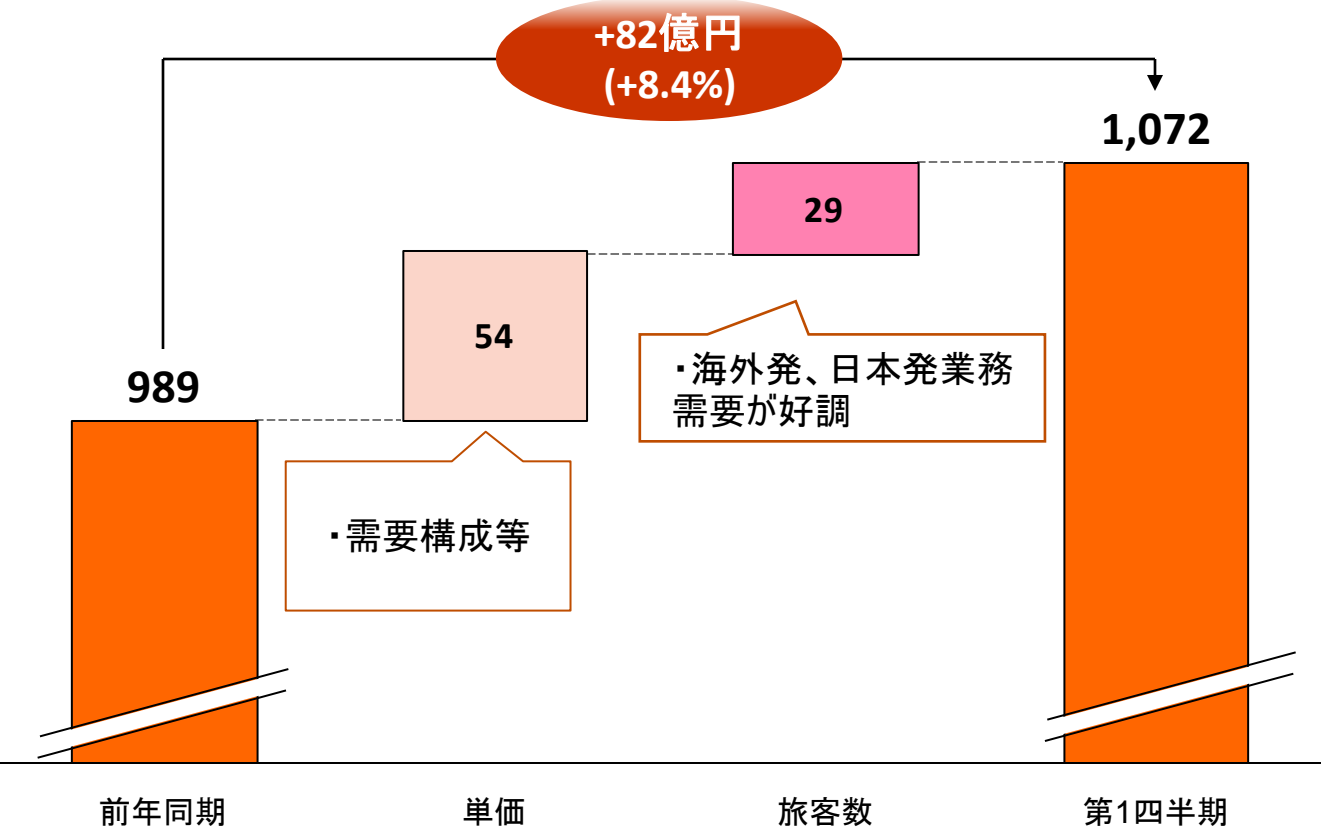 +82億円
(+8.4%)
1,072
29
54
989
・海外発、日本発業務
需要が好調
・需要構成等
前年同期
単価
旅客数
第1四半期